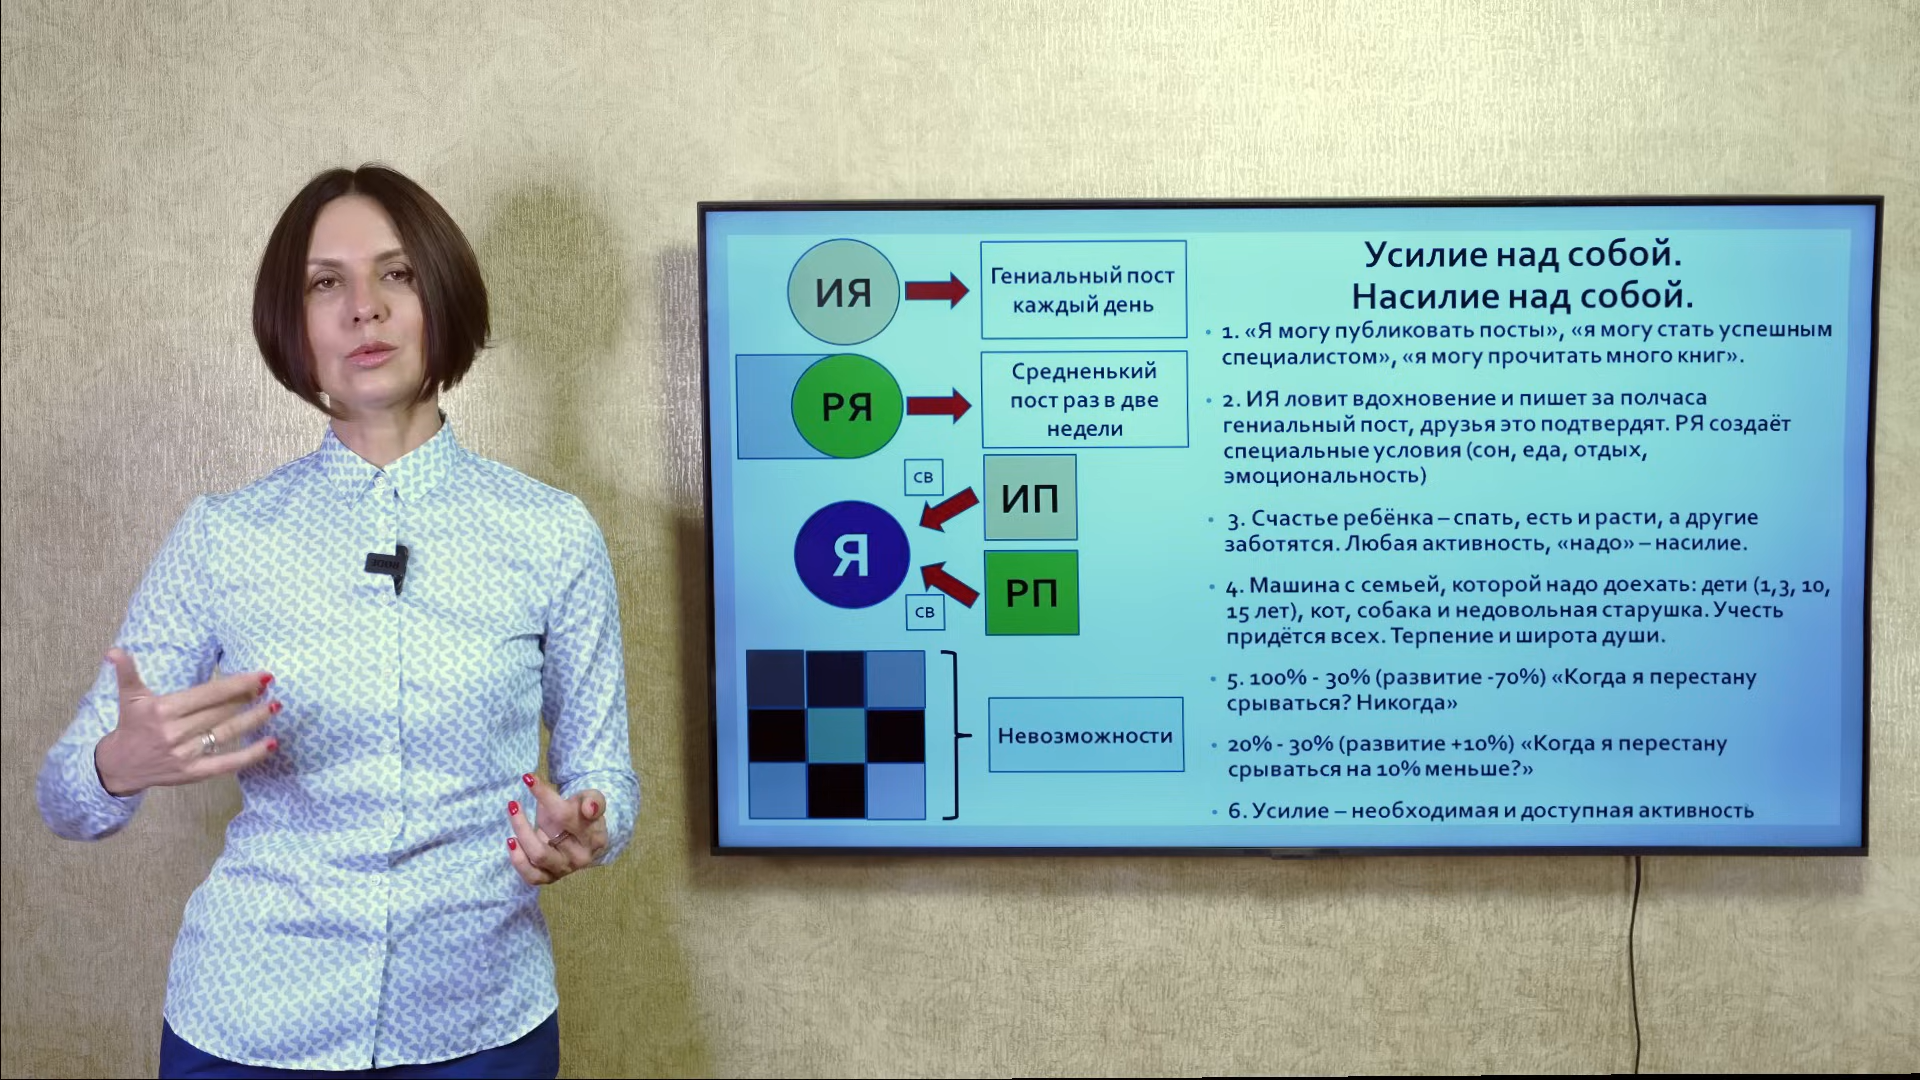 ИЯ
Гениальный пост
каждый день
РЯ
Средненький
пост раз в две
недели
СВ
ИП
Я
РП
СВ
Невозможности
Усилие над собой.
Насилие над собой.
1. «Я могу публиковать посты», «я могу стать успешным
специалистом», «я могу прочитать много книг».
2. ИЯ ловит вдохновение и пишет за полчаса
гениальный пост, друзья это подтвердят. РЯ создаёт
специальные условия (сон, еда, отдых,
эмоциональность)
3. Счастье ребёнка – спать, есть и расти, а другие
заботятся. Любая активность, «надо» – насилие.
4. Машина с семьей, которой надо доехать: дети (1,3, 10,
15 лет), кот, собака и недовольная старушка. Учесть
придётся всех. Терпение и широта души.
5. 100% - 30% (развитие -70%) «Когда я перестану
срываться? Никогда»
20% - 30% (развитие +10%) «Когда я перестану
срываться на 10% меньше?»
6. Усилие – необходимая и доступная активность
RODE